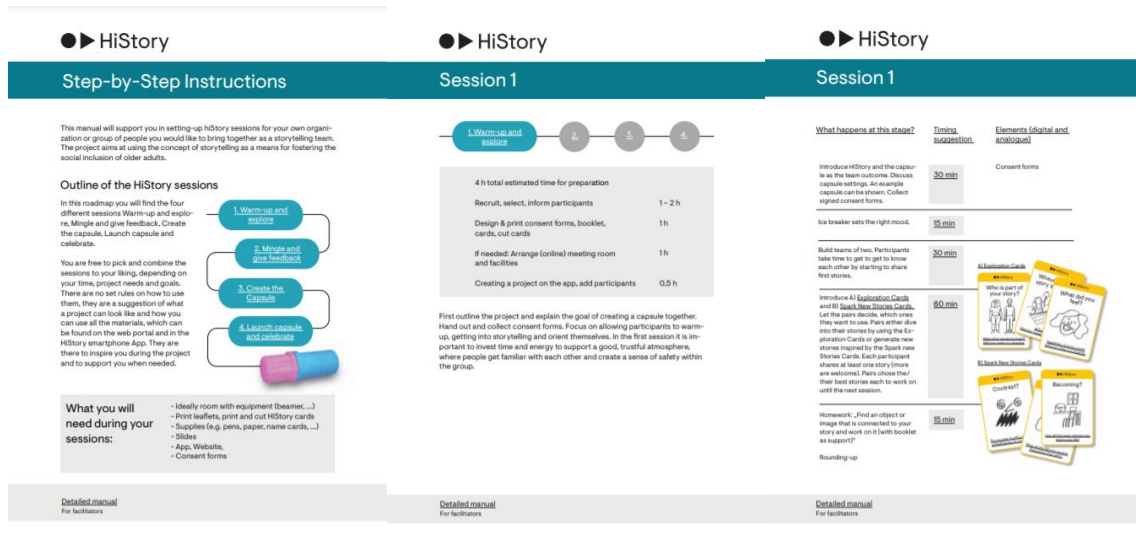 HiStory
Step-by-Step Instructions
This manual will support you in setting-up hiStory sessions for your own organi-
zation or group of people you would like to bring together as a storytelling team.
The project aims at using the concept of storytelling as a means for fostering the
social inclusion of older adults.
Outline of the HiStory sessions
In this roadmap you will find the four
different sessions Warm-up and explo-
re, Mingle and give feedback, Create
the capsule, Launch capsule and
celebrate.
You are free to pick and combine the
sessions to your liking, depending on
your time, project needs and goals.
There are no set rules on how to use
them, they are a suggestion of what
a project can look like and how you
can use all the materials, which can
be found on the web portal and in the
HiStory smartphone App. They are
there to inspire you during the project
and to support you when needed.
1. Warm-up and
explore
2. Mingle and
give feedback
3. Create the
Capsule
4. Launch capsule
and celebrate
What you will
need during your
sessions:
- Ideally room with equipment (beamer, ...)
- Print leaflets, print and cut HiStory cards
- Supplies (e.g. pens, paper, name cards, ...)
- Slides
- App, Website,
- Consent forms
Detailed manual
For facilitators
HiStory
Session 1
1. Warm-up and
explore
2.
3.
4.
4 h total estimated time for preparation
Recruit, select, inform participants 1 – 2 h
Design & print consent forms, booklet, 1 h
cards, cut cards
If needed: Arrange (online) meeting room 1 h
and facilities
Creating a project on the app, add participants 0,5 h
First outline the project and explain the goal of creating a capsule together.
Hand out and collect consent forms. Focus on allowing participants to warm-
up, getting into storytelling and orient themselves. In the first session it is im-
portant to invest time and energy to support a good, trustful atmosphere,
where people get familiar with each other and create a sense of safety within
the group.
Detailed manual
For facilitators
HiStory
Session 1
What happens at this stage?
Timing
suggestion
Elements (digital and
analogue)
Introduce HiStory and the capsu-
le as the team outcome. Discuss
capsule settings. An example
capsule can be shown. Collect
signed consent forms.
30 min
Consent forms
Ice breaker sets the right mood.
15 min
Build teams of two. Participants
take time to get to get to know
each other by starting to share
first stories.
30 min
Introduce A) Exploration Cards
and B) Spark New Stories Cards.
Let the pairs decide, which ones
they want to use. Pairs either dive
into their stories by using the Ex-
ploration Cards or generate new
stories inspired by the Spark new
Stories Cards. Each participant
shares at least one story (more
are welcome). Pairs chose the/
their best stories each to work on
until the next session.
60 min
A) Exploration Cards
Who is part of
your story?
What did you
feel?
B) Spark New Stories Cards
Contrast?
Becoming?
Homework: „Find an object or
image that is connected to your
story and work on it (with booklet
as support)"
15 min
Rounding-up
Detailed manual
For facilitators